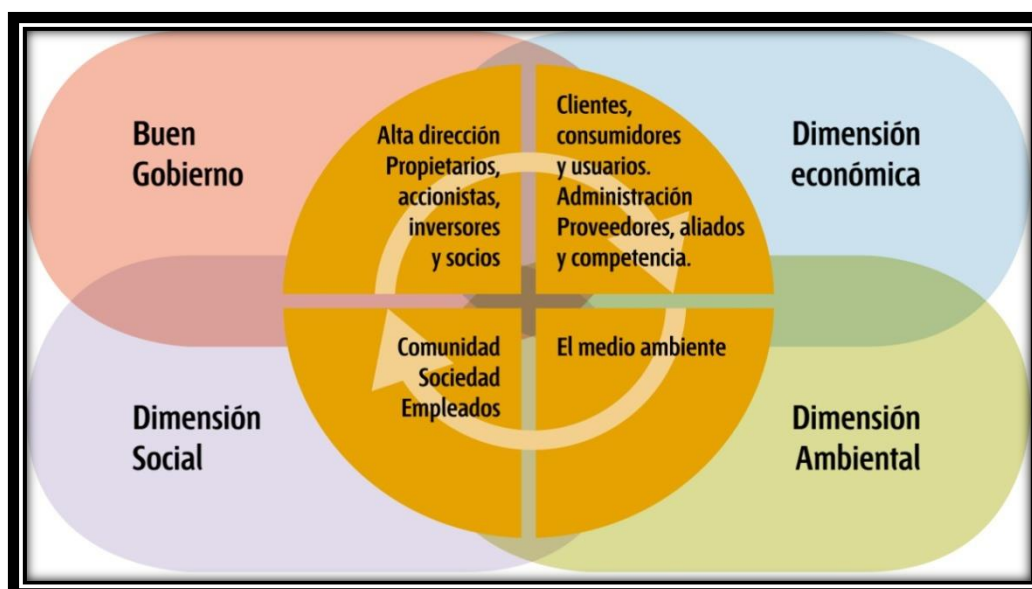 Buen
Gobierno
Alta dirección
Propietarios,
accionistas,
inversores
y socios
Clientes,
consumidores
y usuarios.
Administración
Proveedores, aliados
y competencia.
Dimensión
económica
Dimensión
Social
Comunidad
Sociedad
Empleados
El medio ambiente
Dimensión
Ambiental